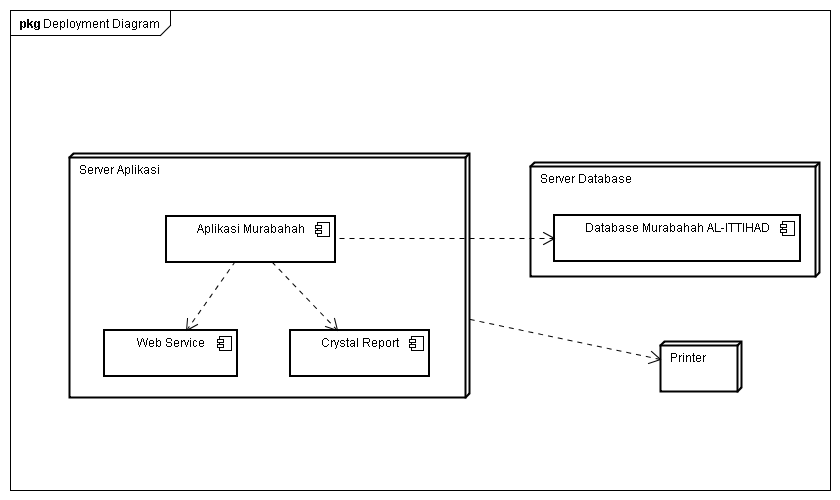 pkg Deployment Diagram
Server Aplikasi
Server Database
Aplikasi Murabahah
Database Murabahah AL-ITTIHAD
Web Service
Crystal Report
Printer